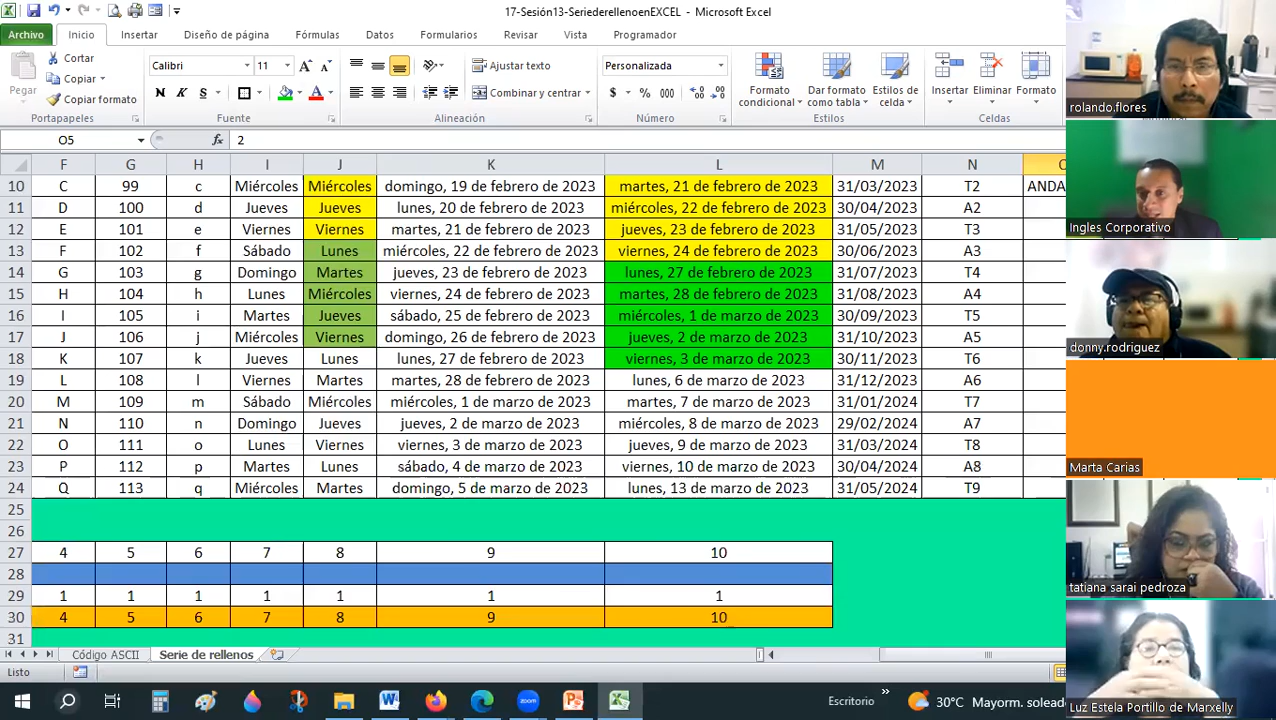 17-Sesión13-SeriederellenoenEXCEL - Microsoft Excel
Archivo Inicio Insertar Diseño de página Fórmulas Datos Formularios Revisar Vista Programador
Cortar
Copiar
Copiar formato
Pegar
Portapapeles
Calibri 11
N K S
Fuente
Ajustar texto
Combinar y centrar
Alineación
Personalizada
$ % 000
Número
Formato condicional
Dar formato como tabla
Estilos de celda
Estilos
Insertar Eliminar Formato
Celdas
O5 fx 2
F G H I J K L M N O
10 C 99 c Miércoles Miércoles domingo, 19 de febrero de 2023 martes, 21 de febrero de 2023 31/03/2023 T2 ANDA
11 D 100 d Jueves Jueves lunes, 20 de febrero de 2023 miércoles, 22 de febrero de 2023 30/04/2023 A2
12 E 101 e Viernes Viernes martes, 21 de febrero de 2023 jueves, 23 de febrero de 2023 31/05/2023 T3
13 F 102 f Sábado Lunes miércoles, 22 de febrero de 2023 viernes, 24 de febrero de 2023 30/06/2023 A3
14 G 103 g Domingo Martes jueves, 23 de febrero de 2023 lunes, 27 de febrero de 2023 31/07/2023 T4
15 H 104 h Lunes Miércoles viernes, 24 de febrero de 2023 martes, 28 de febrero de 2023 31/08/2023 A4
16 I 105 i Martes Jueves sábado, 25 de febrero de 2023 miércoles, 1 de marzo de 2023 30/09/2023 T5
17 J 106 j Miércoles Viernes domingo, 26 de febrero de 2023 jueves, 2 de marzo de 2023 31/10/2023 A5
18 K 107 k Jueves Lunes lunes, 27 de febrero de 2023 viernes, 3 de marzo de 2023 30/11/2023 T6
19 L 108 l Viernes Martes martes, 28 de febrero de 2023 lunes, 6 de marzo de 2023 31/12/2023 A6
20 M 109 m Sábado Miércoles miércoles, 1 de marzo de 2023 martes, 7 de marzo de 2023 31/01/2024 T7
21 N 110 n Domingo Jueves jueves, 2 de marzo de 2023 miércoles, 8 de marzo de 2023 29/02/2024 A7
22 O 111 o Lunes Viernes viernes, 3 de marzo de 2023 jueves, 9 de marzo de 2023 31/03/2024 T8
23 P 112 p Martes Lunes sábado, 4 de marzo de 2023 viernes, 10 de marzo de 2023 30/04/2024 A8
24 Q 113 q Miércoles Martes domingo, 5 de marzo de 2023 lunes, 13 de marzo de 2023 31/05/2024 T9
25
26
27 4 5 6 7 8 9 10
28
29 1 1 1 1 1 1 1
30 4 5 6 7 8 9 10
31
Código ASCII Serie de rellenos
Listo
Escritorio » 30°C Mayorm. soleado
rolando.flores
Ingles Corporativo
donny.rodriguez
Marta Carias
tatiana sarai pedroza
Luz Estela Portillo de Marxelly